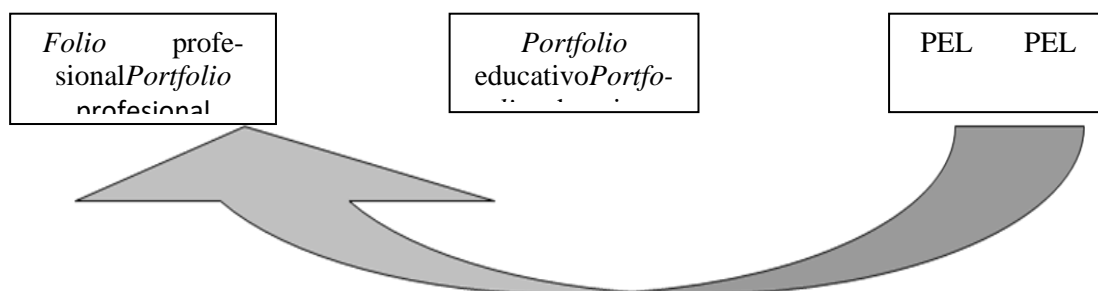 Folio profe-
sionalPortfolio
profesional
Portfolio
educativoPortfo-
PEL PEL